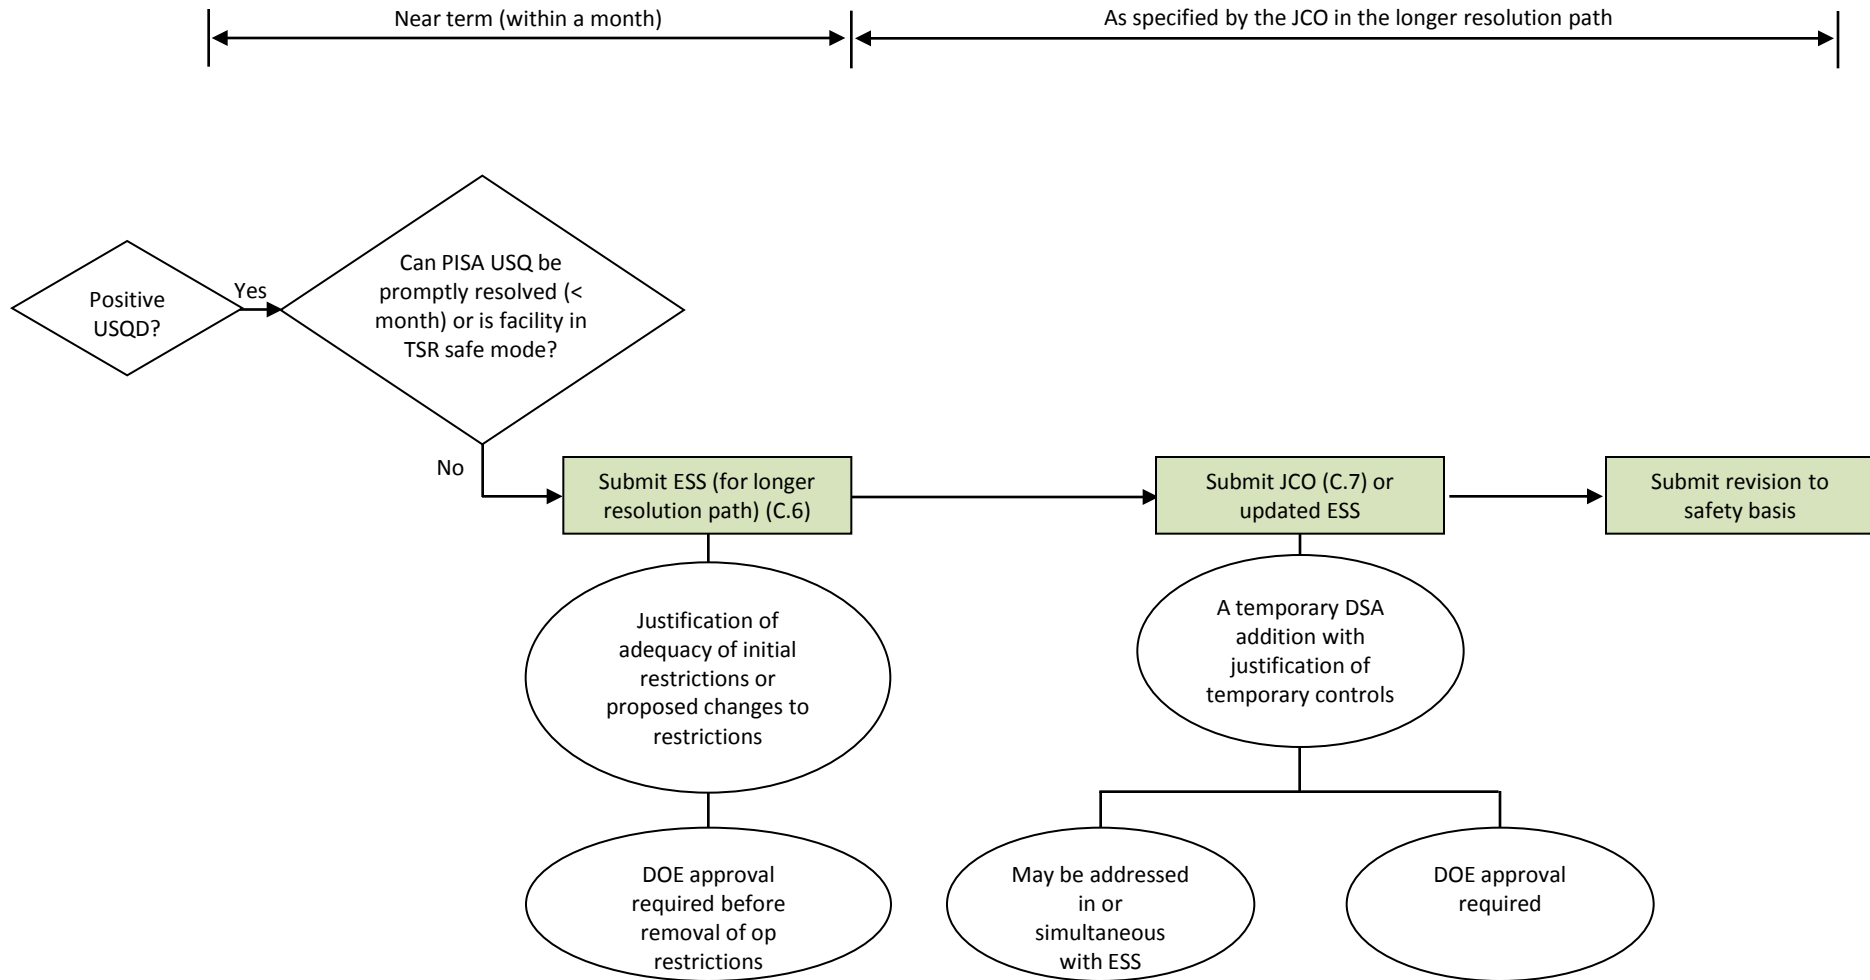 Near term (within a month)
As specified by the JCO in the longer resolution path
Positive
USQD?
Yes
Can PISA USQ be
promptly resolved (<
month) or is facility in
TSR safe mode?
No
Submit ESS (for longer
resolution path) (C.6)
Submit JCO (C.7) or
updated ESS
Submit revision to
safety basis
Justification of
adequacy of initial
restrictions or
proposed changes to
restrictions
A temporary DSA
addition with
justification of
temporary controls
DOE approval
required before
removal of op
restrictions
May be addressed
in or
simultaneous
with ESS
DOE approval
required